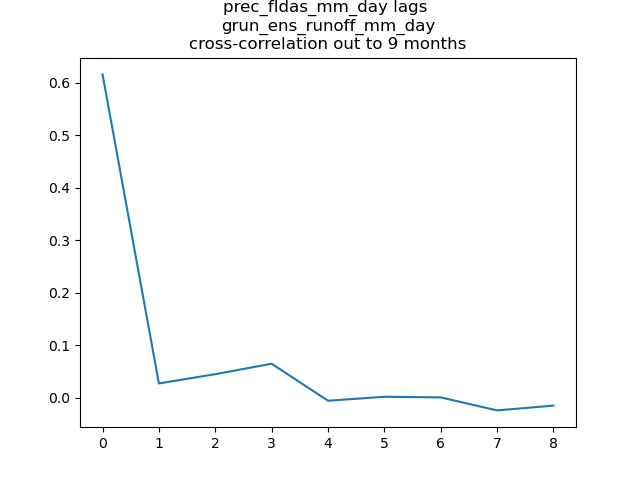 prec_fldas_mm_day lags
grun_ens_runoff_mm_day
cross-correlation out to 9 months
0.6
0.5
0.4
0.3
0.2
0.1
0.0
0 1 2 3 4 5 6 7 8